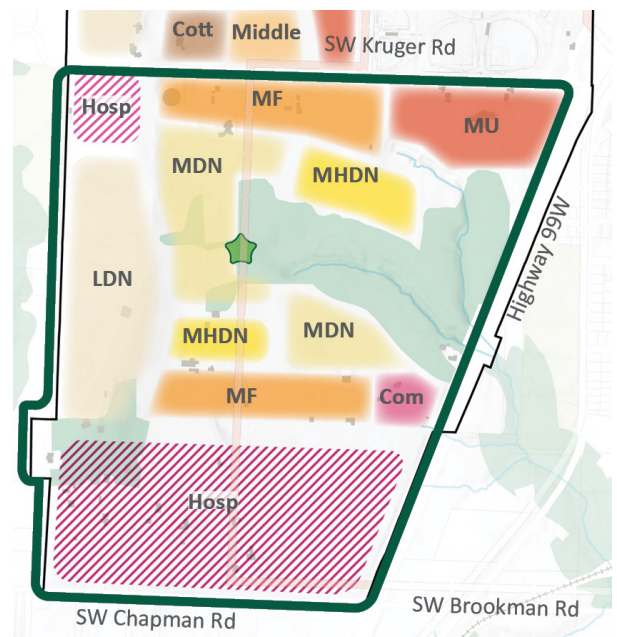 Cott
Middle
SW Kruger Rd
Hosp
MF
MU
MDN
MHDN
LDN
Highway 99W
MHDN
MDN
MF
Com
Hosp
SW Chapman Rd
SW Brookman Rd